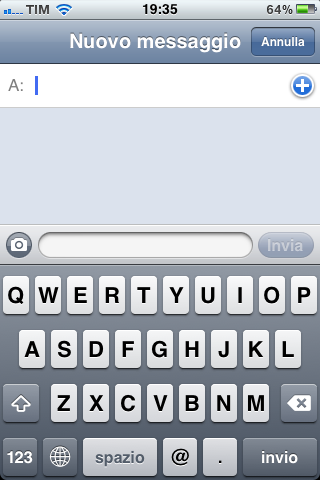 TIM 19:35 64%
Nuovo messaggio Annulla
A:
Invia
Q W E R T Y U I O P
A S D F G H J K L
Z X C V B N M
123 spazio @ . invio